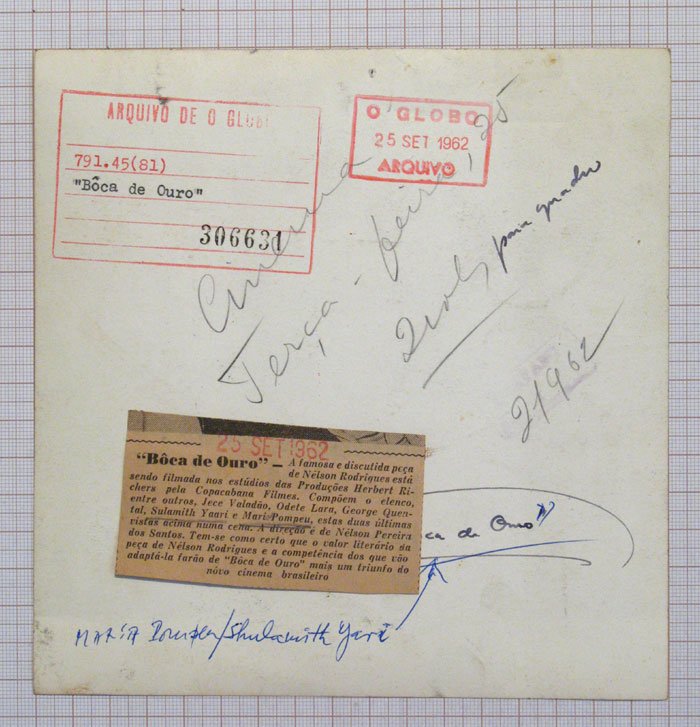 ARQUIVO DE O GLOBO
791.45(81)
"Bôca de Ouro"
306631
O GLOBO
25 SET 1962
ARQUIVO
Cinema
Terça-feira, 25
para quadro
21962
25 SET 1962
"Bôca de Ouro" — A famosa e discutida peça
de Nélson Rodrigues está
sendo filmada nos estúdios das Produções Herbert Ri-
chers pela Copacabana Filmes. Compõem o elenco,
entre outros, Jece Valadão, Odete Lara, George Quen-
tal, Sulamith Yaari e Mari Pompeu, estas duas últimas
vistas acima numa cena. A direção é de Nélson Pereira
dos Santos. Tem-se como certo que o valor literário da
peça de Nélson Rodrigues e a competência dos que vão
adaptá-la farão de "Bôca de Ouro" mais um triunfo do
nôvo cinema brasileiro
ca de Ouro"
MARIA Pompeu/Shulamith Yari